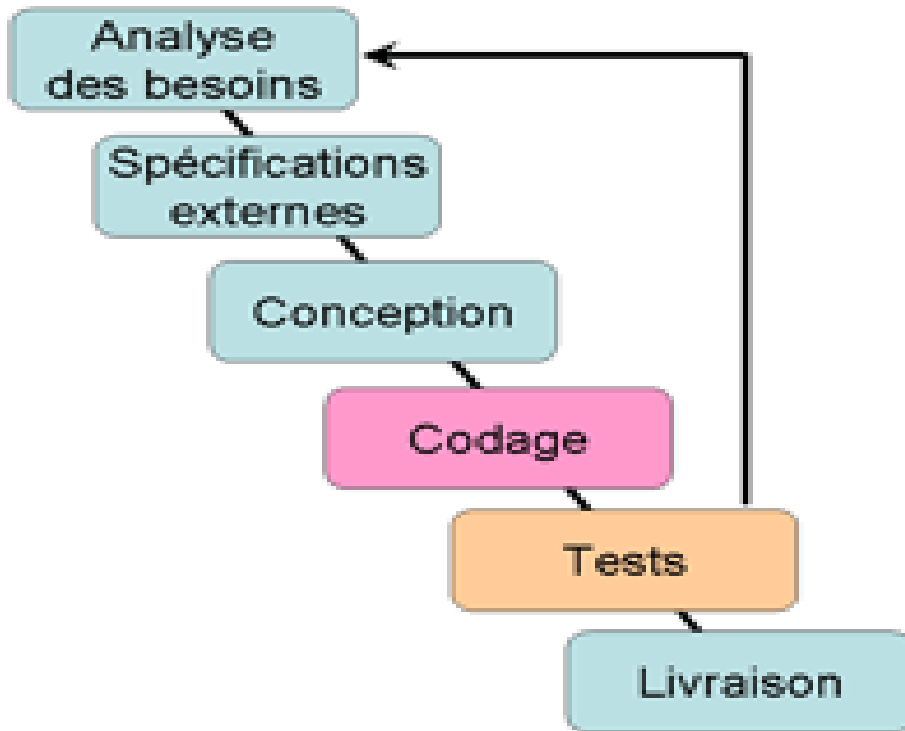 Analyse
des besoins
Spécifications
externes
Conception
Codage
Tests
Livraison